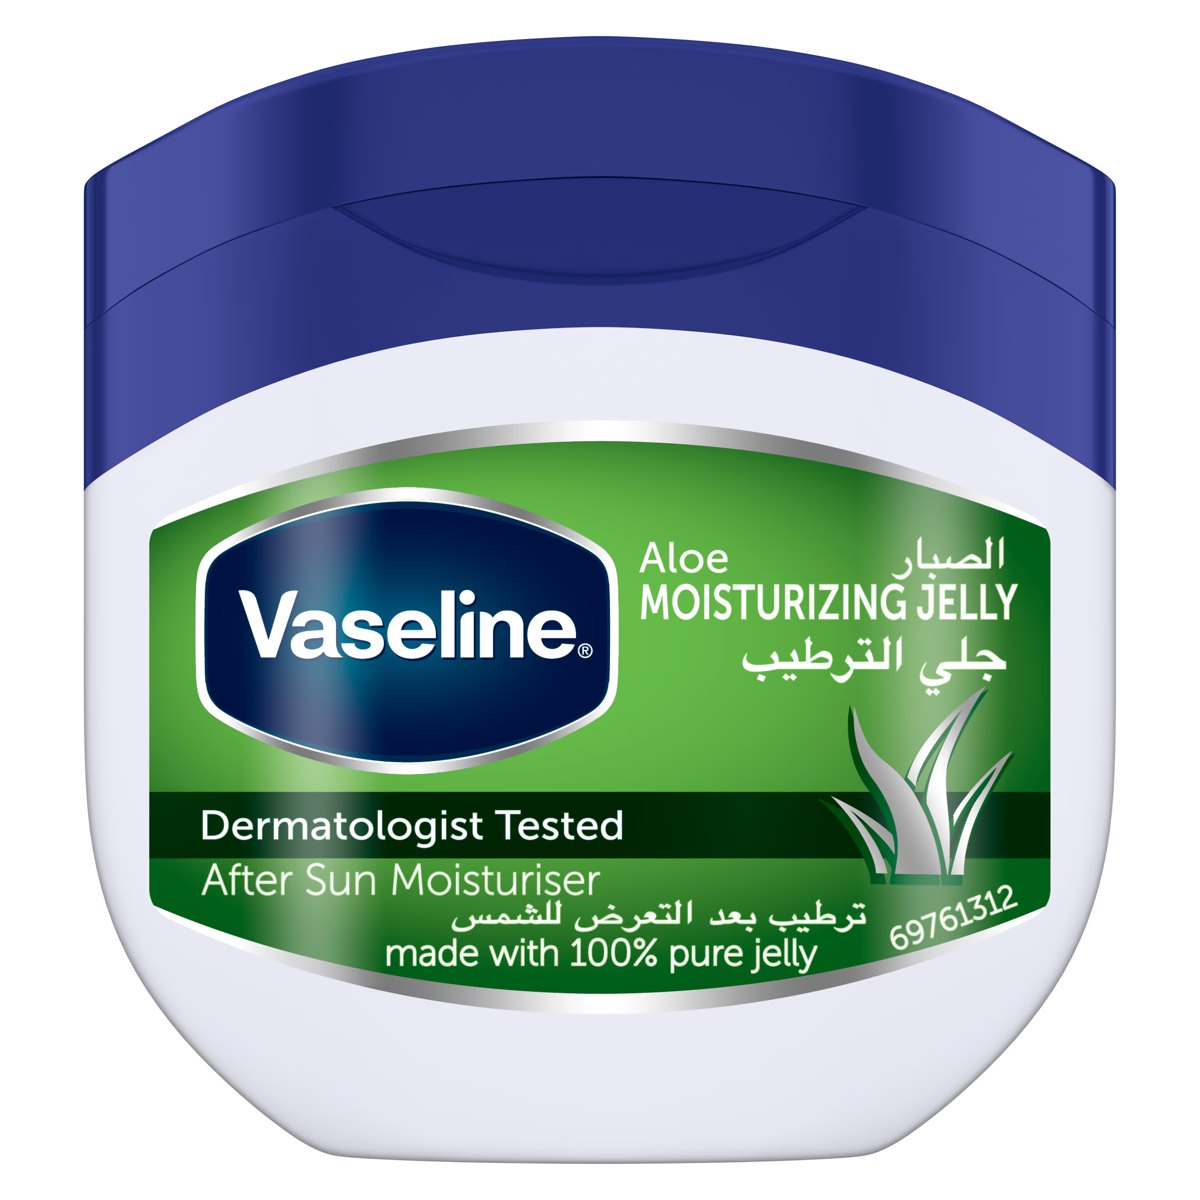 Vaseline®
Aloe
الصبار
MOISTURIZING JELLY
جلي الترطيب
Dermatologist Tested
After Sun Moisturiser
ترطيب بعد التعرض للشمس
made with 100% pure jelly
69761312